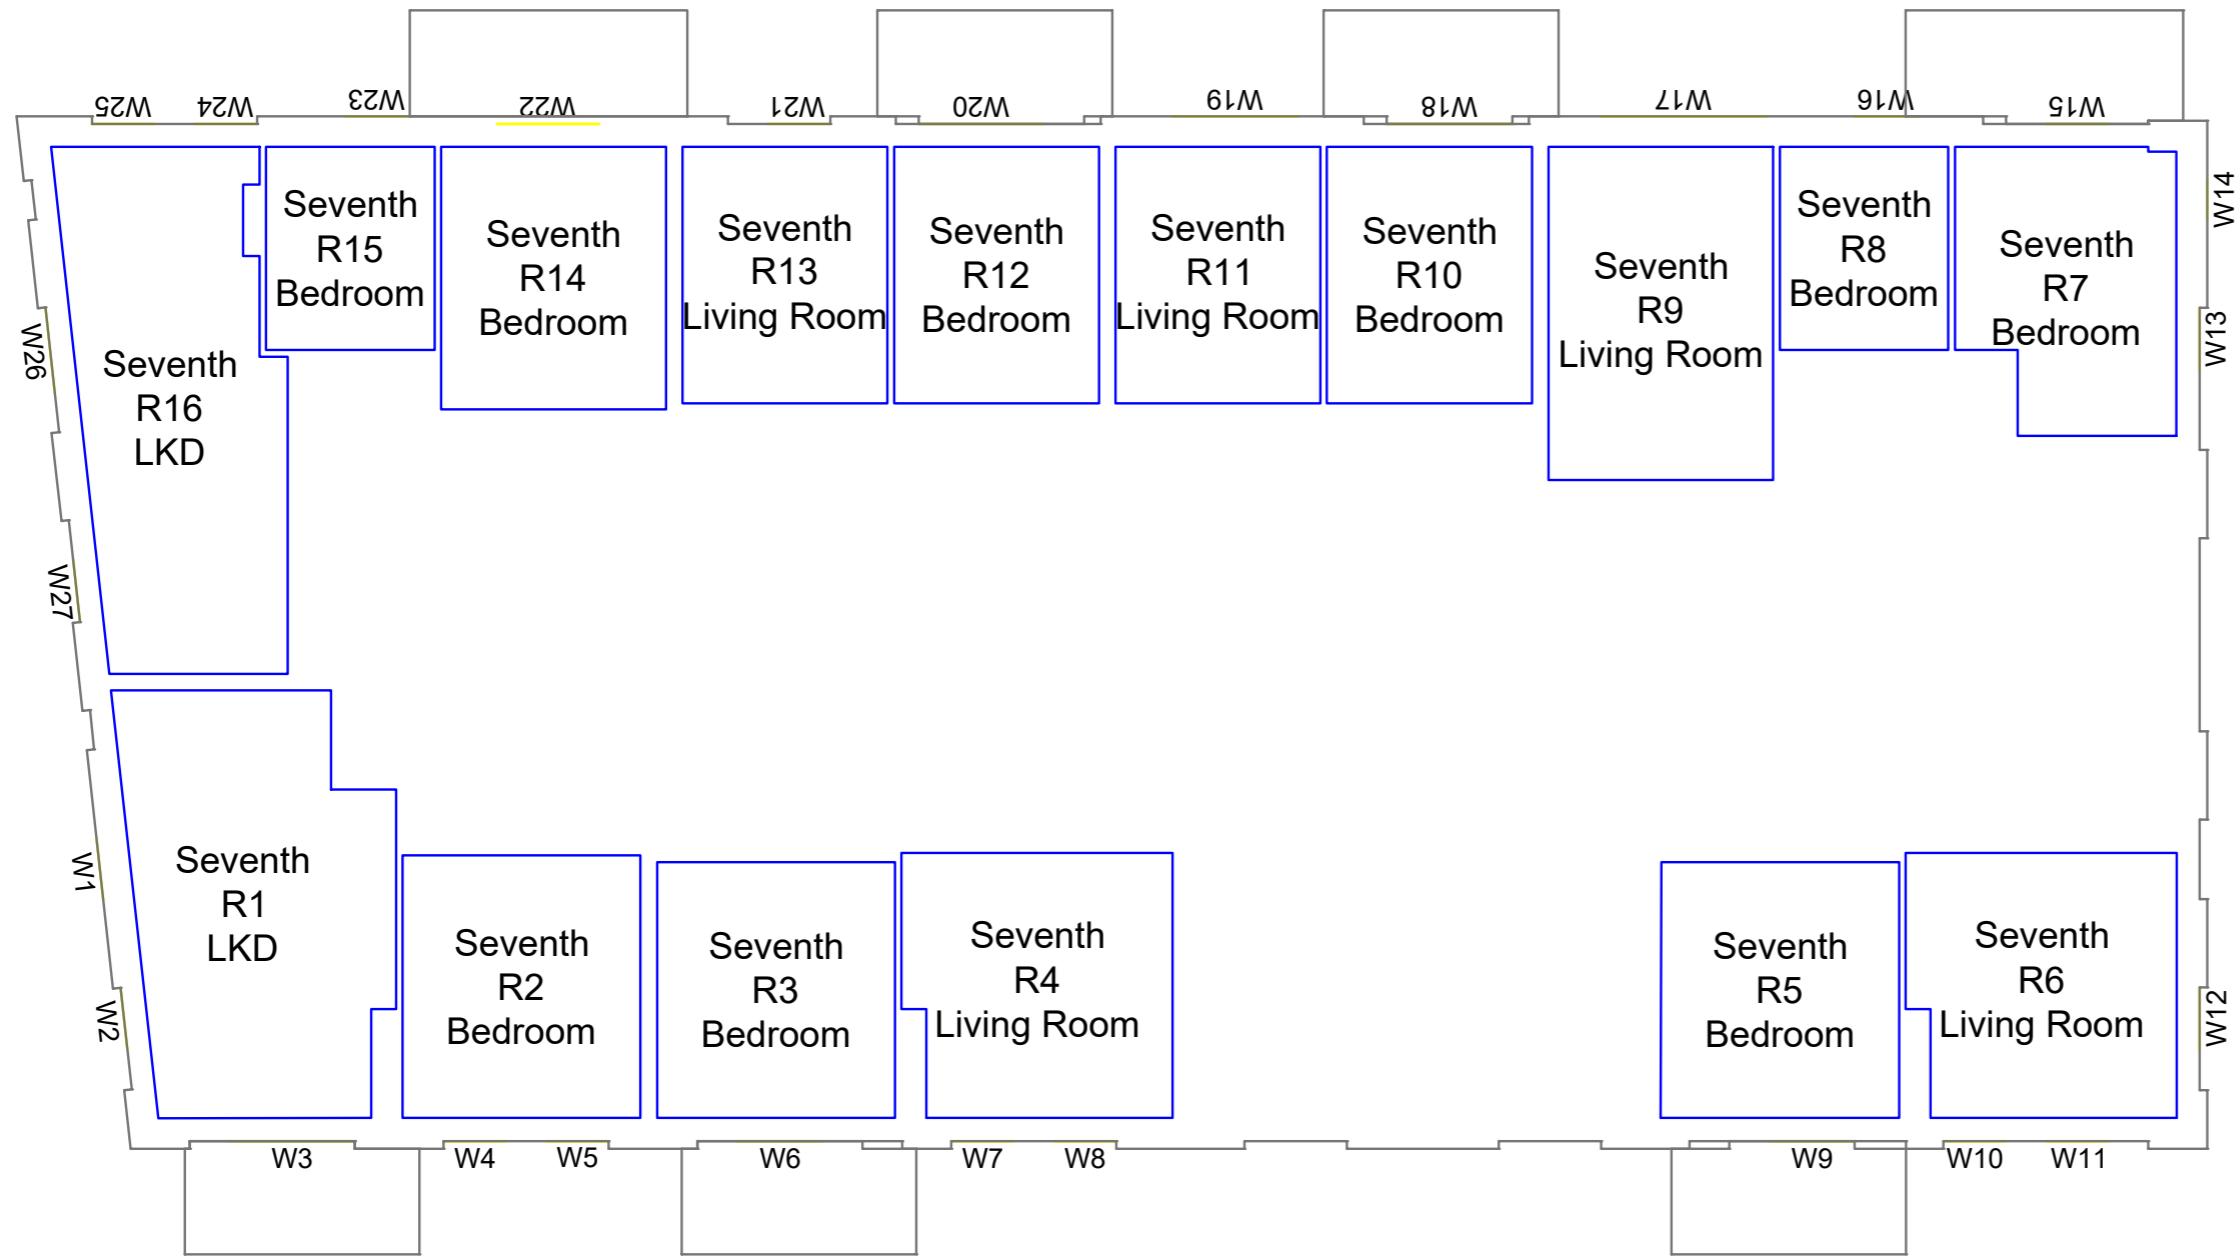 W25
W24
W23
W22
W21
W20
W19
W18
W17
W16
W15
W14
W13
Seventh
R15
Bedroom
Seventh
R14
Bedroom
Seventh
R13
Living Room
Seventh
R12
Bedroom
Seventh
R11
Living Room
Seventh
R10
Bedroom
Seventh
R9
Living Room
Seventh
R8
Bedroom
Seventh
R7
Bedroom
W26
Seventh
R16
LKD
W27
W1
Seventh
R1
LKD
W2
Seventh
R2
Bedroom
Seventh
R3
Bedroom
Seventh
R4
Living Room
Seventh
R5
Bedroom
Seventh
R6
Living Room
W12
W3
W4
W5
W6
W7
W8
W9
W10
W11